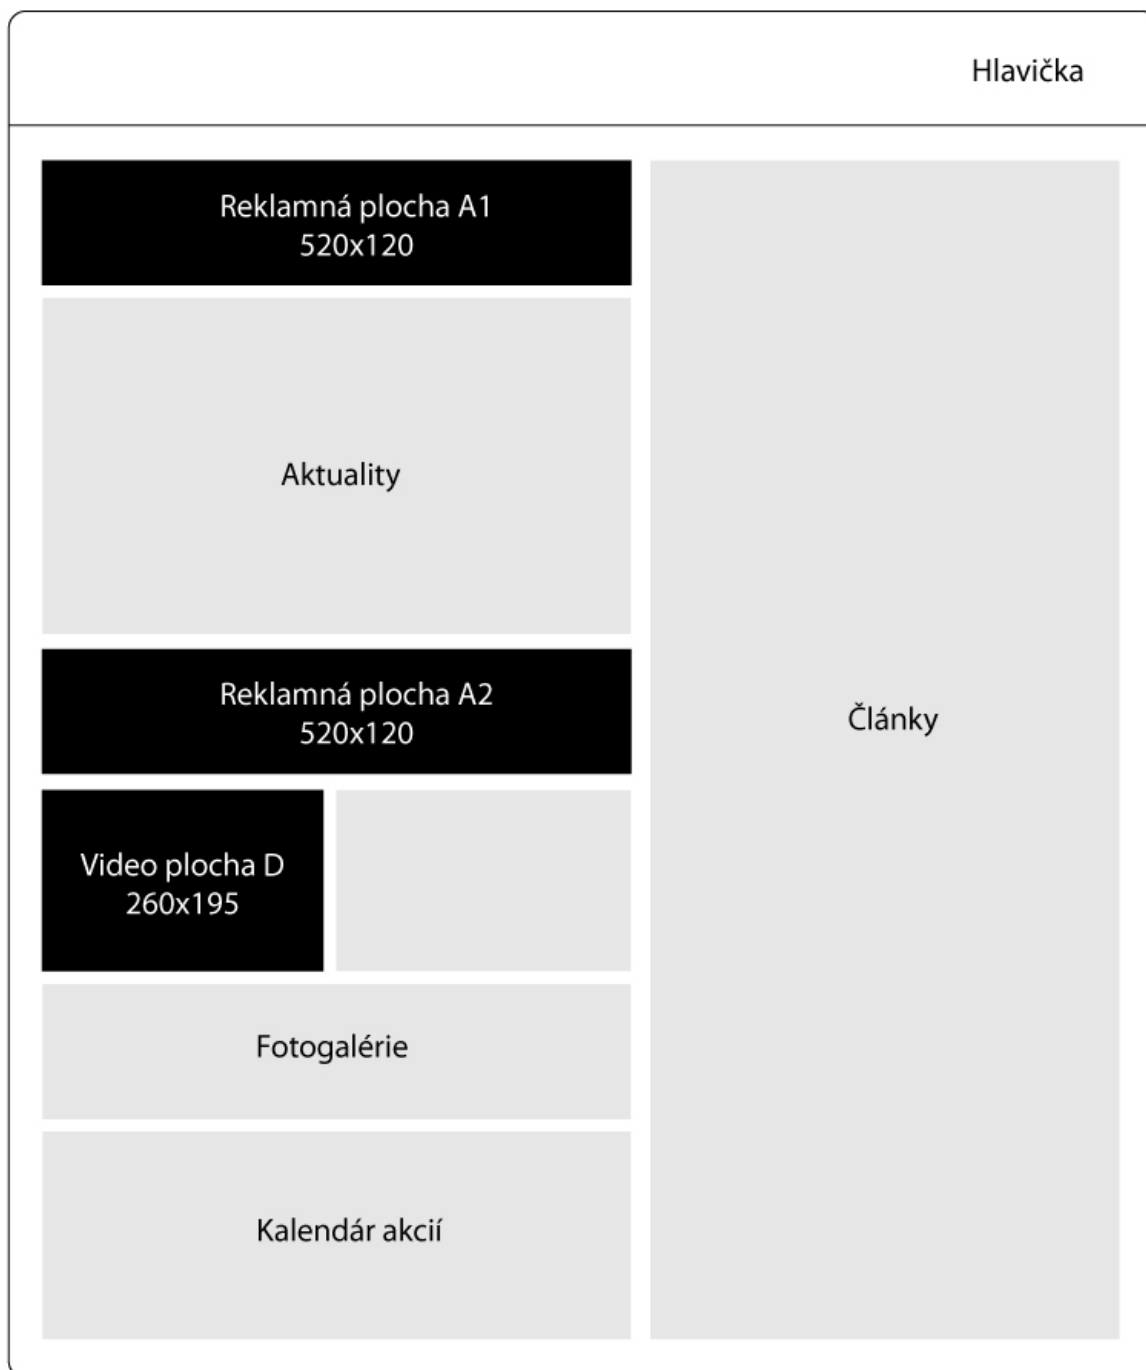 Hlavička
Reklamná plocha A1
520x120
Aktuality
Reklamná plocha A2
520x120
Video plocha D
260x195
Fotogalérie
Kalendár akcií
Články